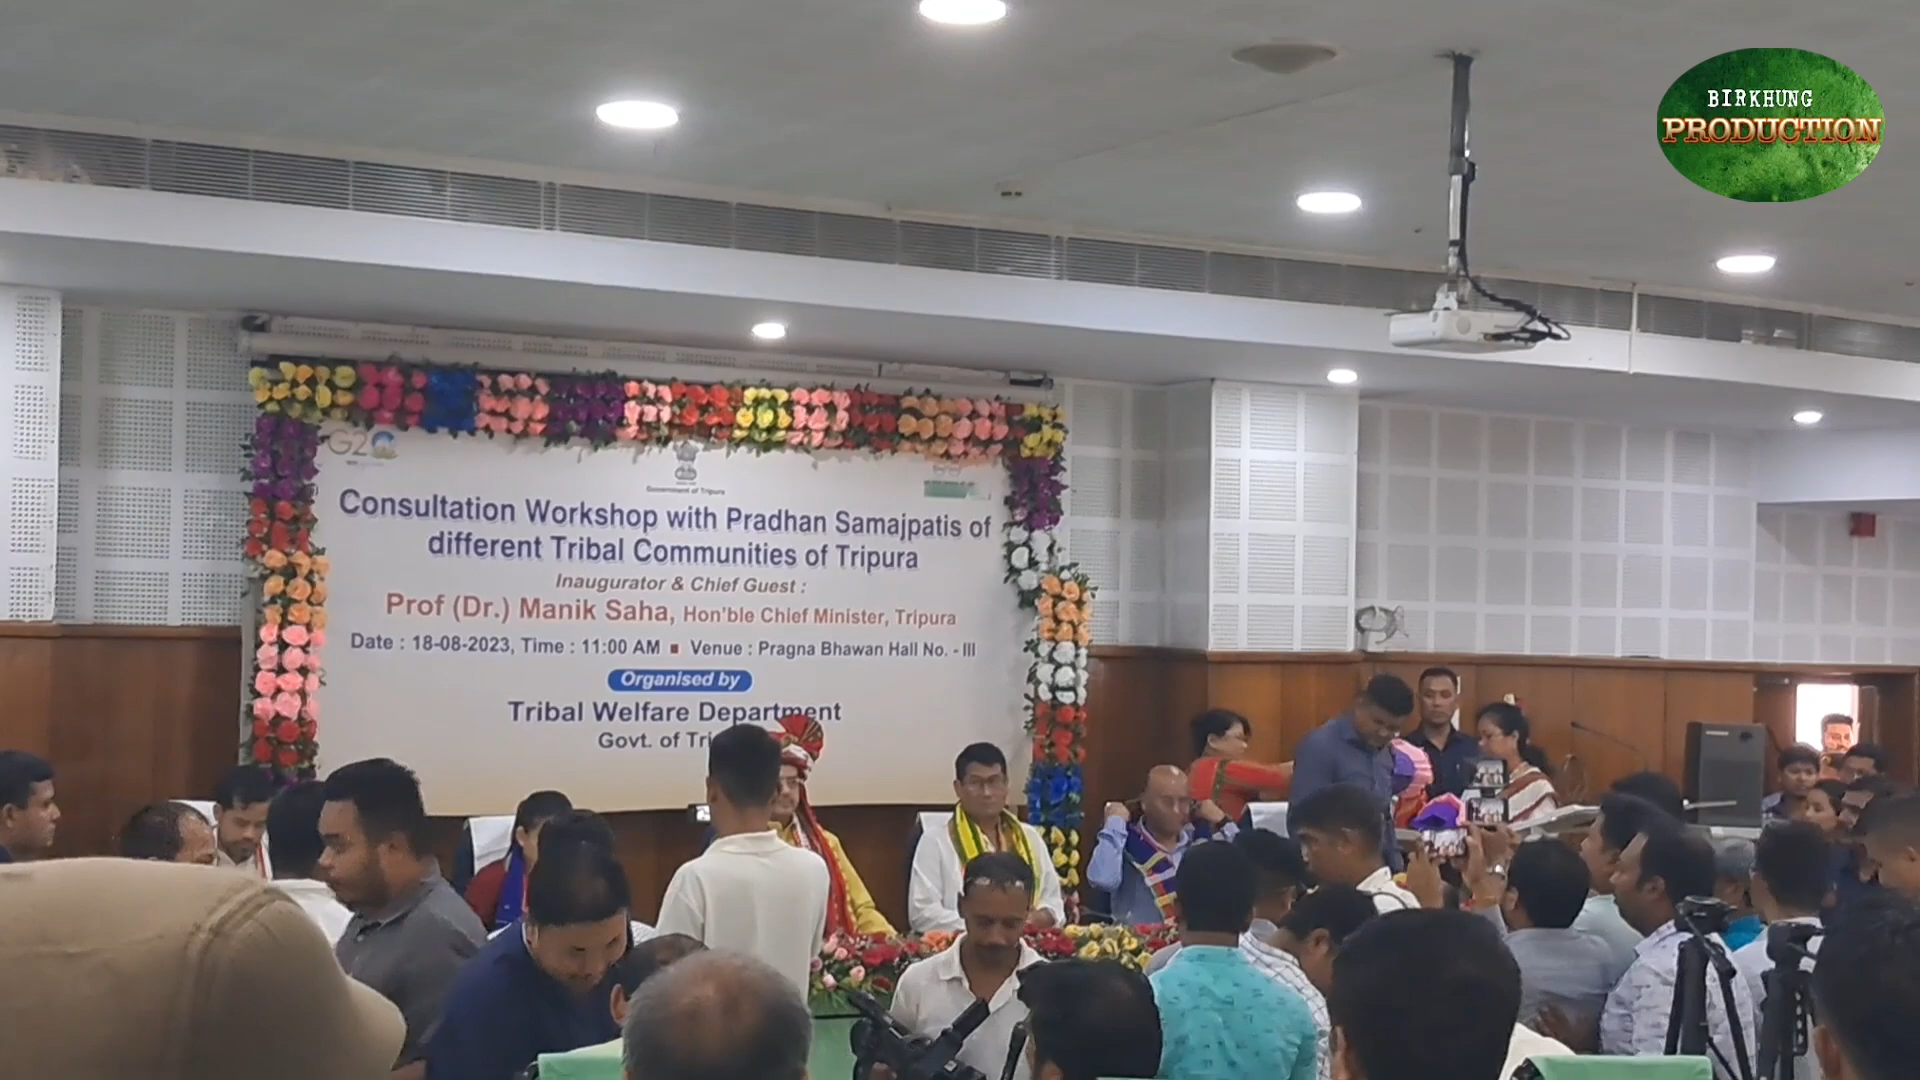 BIRKHUNG
PRODUCTION
G20
Government of Tripura
Consultation Workshop with Pradhan Samajpatis of
different Tribal Communities of Tripura
Inaugurator & Chief Guest :
Prof (Dr.) Manik Saha, Hon'ble Chief Minister, Tripura
Date : 18-08-2023, Time : 11:00 AM ■ Venue : Pragna Bhawan Hall No. - III
Organised by
Tribal Welfare Department
Govt. of Tri